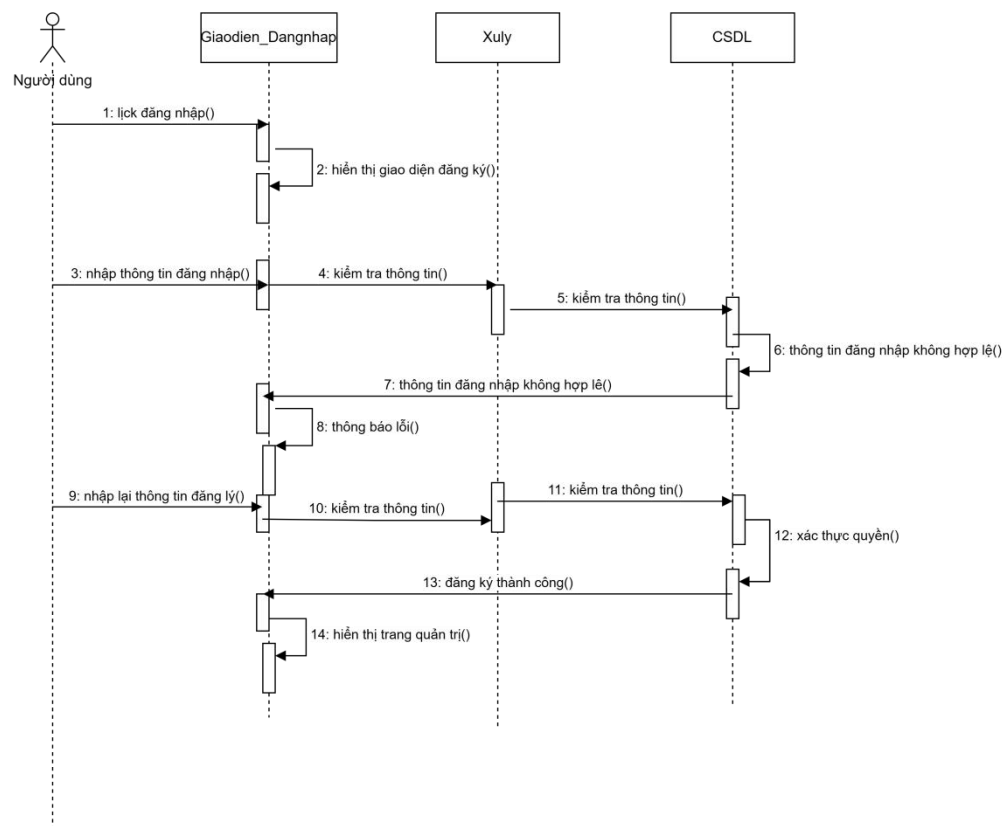 Giaodien_Dangnhap
Xuly
CSDL
Người dùng
1: lịck đăng nhập()
2: hiển thị giao diện đăng ký()
3: nhập thông tin đăng nhập()
4: kiểm tra thông tin()
5: kiểm tra thông tin()
6: thông tin đăng nhập không hợp lệ()
7: thông tin đăng nhập không hợp lê()
8: thông báo lỗi()
9: nhập lại thông tin đăng lý()
10: kiểm tra thông tin()
11: kiểm tra thông tin()
12: xác thực quyền()
13: đăng ký thành công()
14: hiển thị trang quản trị()